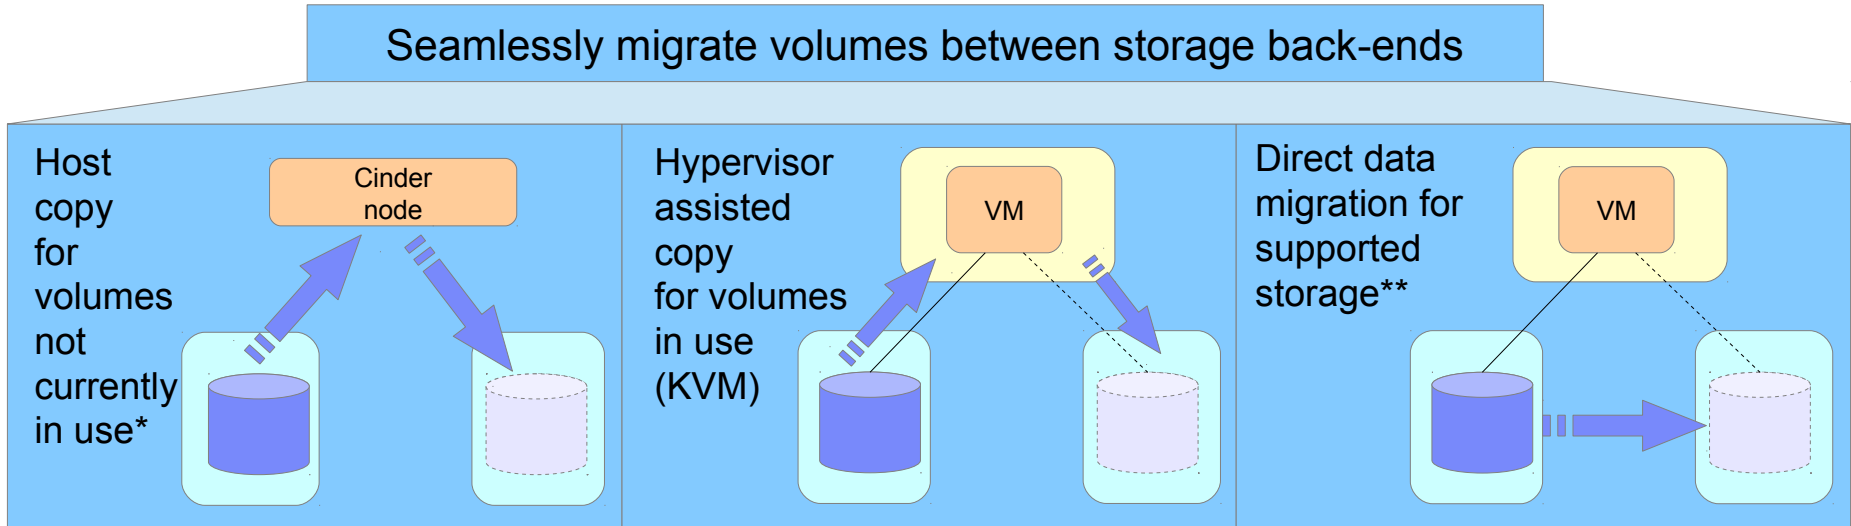 Seamlessly migrate volumes between storage back-ends
Host
copy
for
volumes
not
currently
in use*
Cinder
node
Hypervisor
assisted
copy
for volumes
in use
(KVM)
VM
Direct data
migration for
supported
storage**
VM